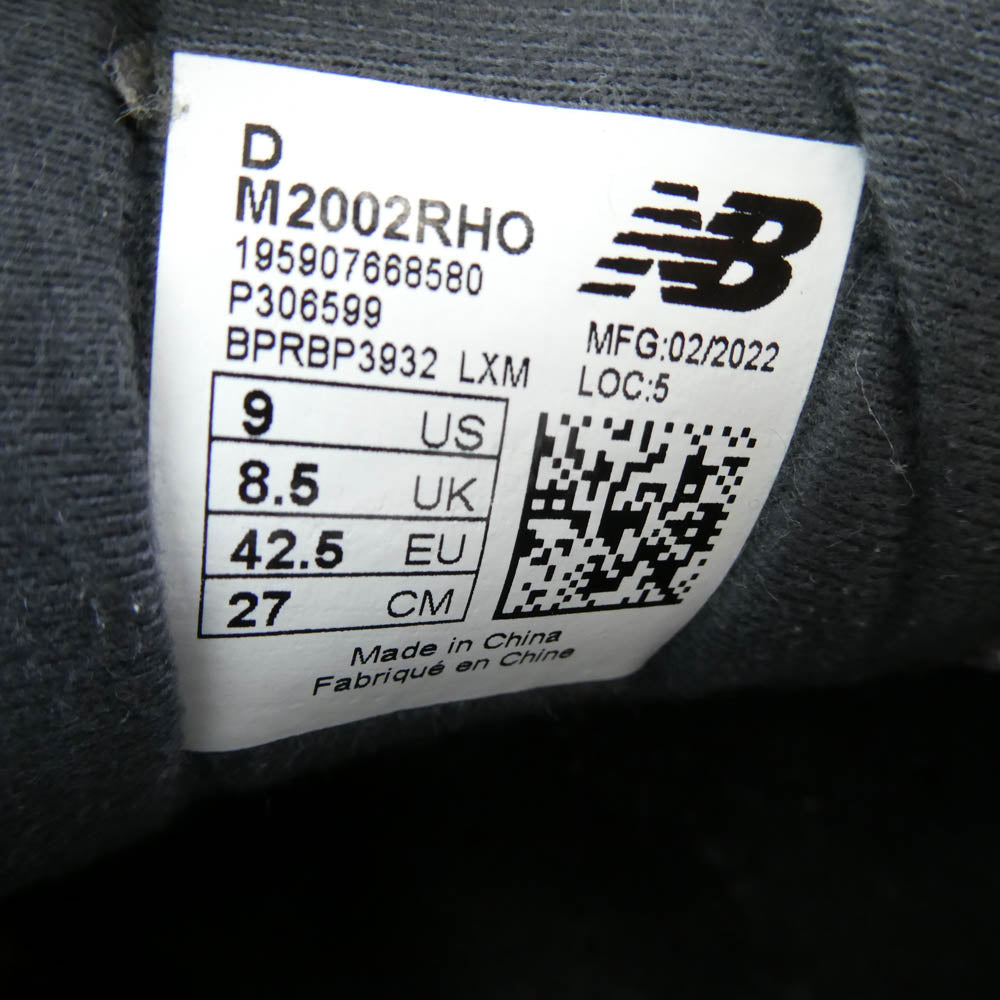 D
M2002RHO
195907668580
P306599
BPRBP3932 LXM
NB
MFG:02/2022
LOC:5
9 US
8.5 UK
42.5 EU
27 CM
Made in China
Fabriqué en Chine